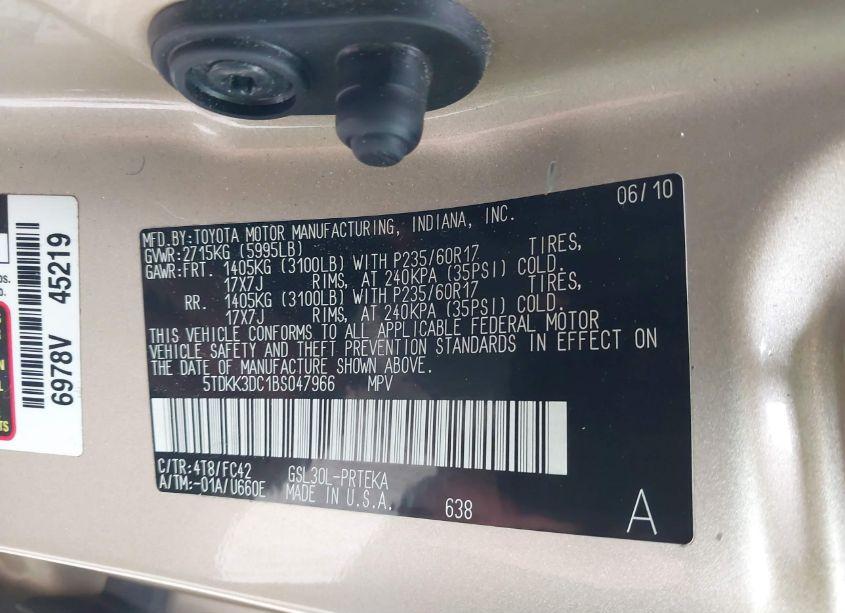 06/10
MFD.BY:TOYOTA MOTOR MANUFACTURING, INDIANA, INC.
GVWR:2715KG (5995LB)
GAWR:FRT. 1405KG (3100LB) WITH P235/60R17 TIRES,
17X7J RIMS, AT 240KPA (35PSI) COLD.
RR. 1405KG (3100LB) WITH P235/60R17 TIRES,
17X7J RIMS, AT 240KPA (35PSI) COLD.
THIS VEHICLE CONFORMS TO ALL APPLICABLE FEDERAL MOTOR
VEHICLE SAFETY AND THEFT PREVENTION STANDARDS IN EFFECT ON
THE DATE OF MANUFACTURE SHOWN ABOVE.
5TDKK3DC1BS047966 MPV
C/TR:4T8/FC42 GSL30L-PRTEKA
A/TM:-01A/U660E MADE IN U.S.A.
638 A
6978V 45219